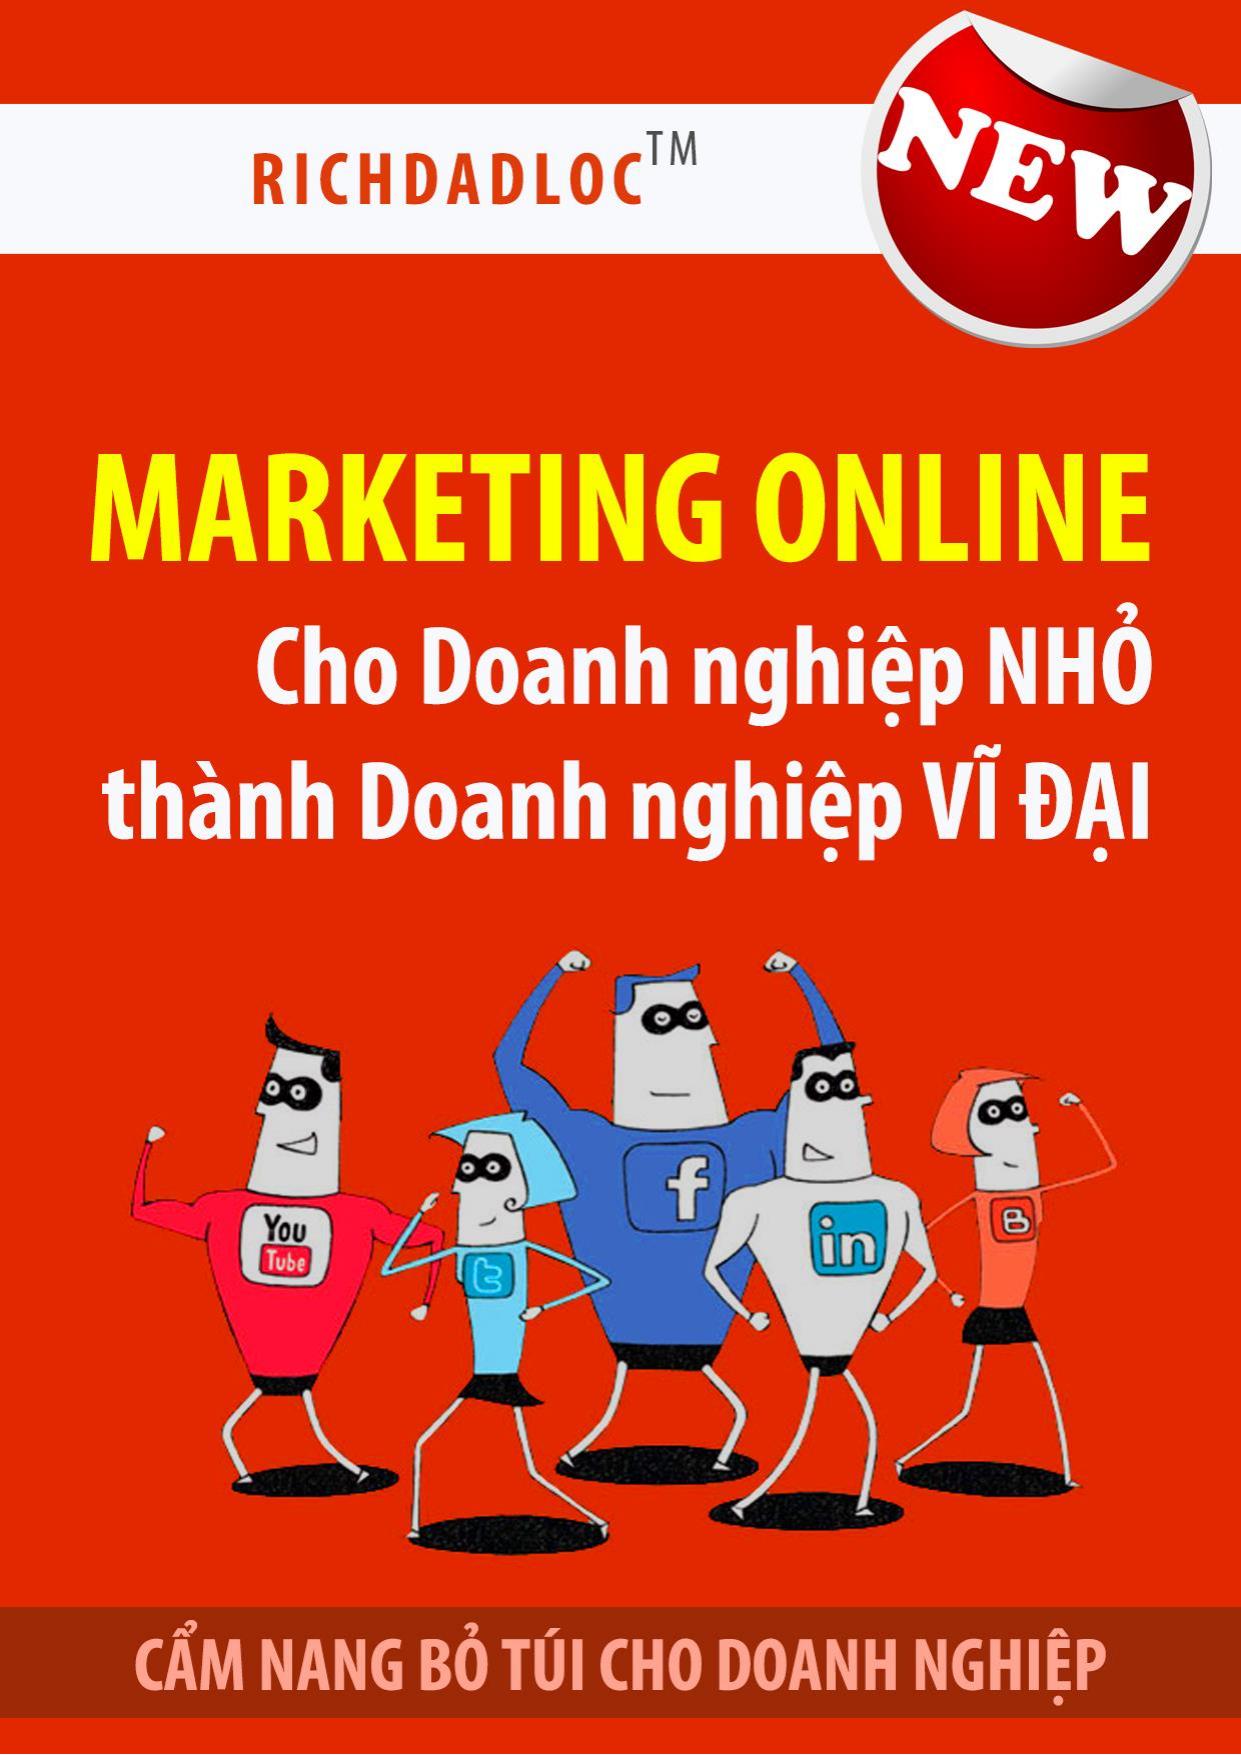 RICHDADLOC™
NEW
MARKETING ONLINE
Cho Doanh nghiệp NHỎ
thành Doanh nghiệp VĨ ĐẠI
f
You
Tube
t
in
B
CẨM NANG BỎ TÚI CHO DOANH NGHIỆP